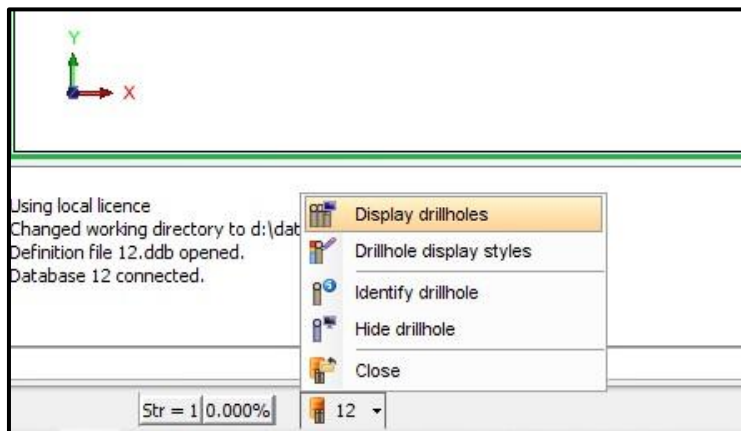 Y
X
Using local licence
Changed working directory to d:\dat
Definition file 12.ddb opened.
Database 12 connected.
Display drillholes
Drillhole display styles
Identify drillhole
Hide drillhole
Close
Str = 1 0.000%
12